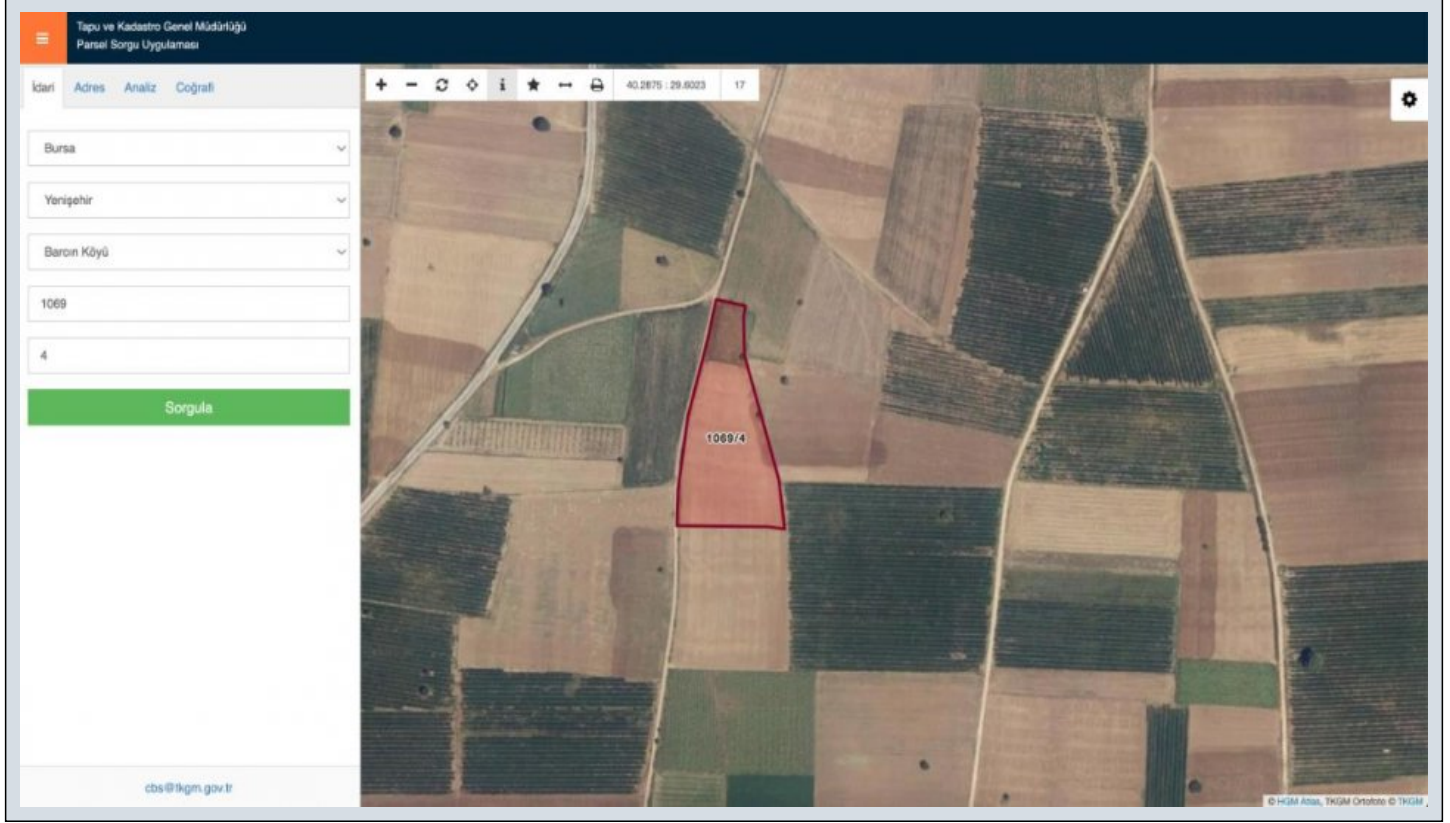 Tapu ve Kadastro Genel Müdürlüğü
Parsel Sorgu Uygulaması
İdari Adres Analiz Coğrafi
40.2875 : 29.6023 17
Bursa
Yenişehir
Barcın Köyü
1069
4
Sorgula
1069/4
cbs@tkgm.gov.tr
© HGM Atlas, TKGM Ortofoto © TKGM